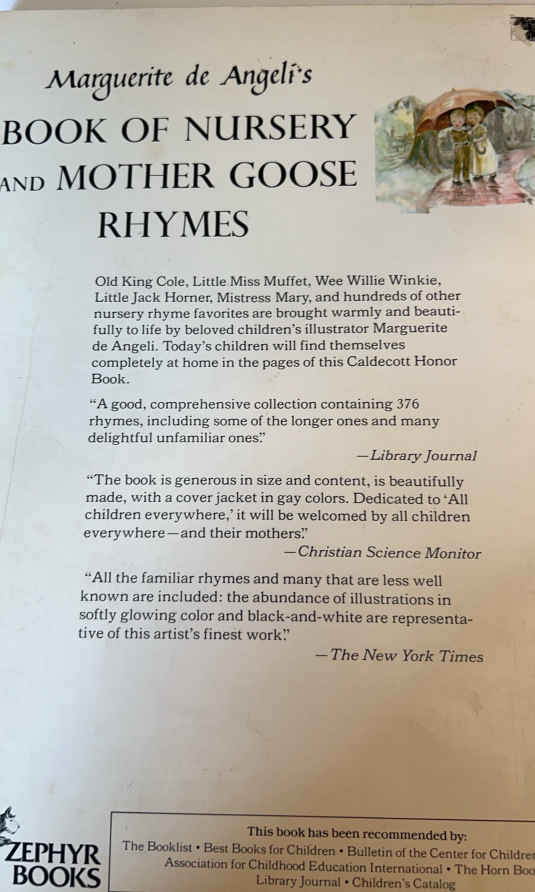 Marguerite de Angeli's
BOOK OF NURSERY
AND MOTHER GOOSE
RHYMES
Old King Cole, Little Miss Muffet, Wee Willie Winkie,
Little Jack Horner, Mistress Mary, and hundreds of other
nursery rhyme favorites are brought warmly and beauti-
fully to life by beloved children's illustrator Marguerite
de Angeli. Today's children will find themselves
completely at home in the pages of this Caldecott Honor
Book.
"A good, comprehensive collection containing 376
rhymes, including some of the longer ones and many
delightful unfamiliar ones."
—Library Journal
"The book is generous in size and content, is beautifully
made, with a cover jacket in gay colors. Dedicated to 'All
children everywhere,' it will be welcomed by all children
everywhere—and their mothers."
—Christian Science Monitor
"All the familiar rhymes and many that are less well
known are included: the abundance of illustrations in
softly glowing color and black-and-white are representa-
tive of this artist's finest work."
—The New York Times
ZEPHYR
BOOKS
This book has been recommended by:
The Booklist • Best Books for Children • Bulletin of the Center for Childre
Association for Childhood Education International • The Horn Boo
Library Journal • Children's Catalog